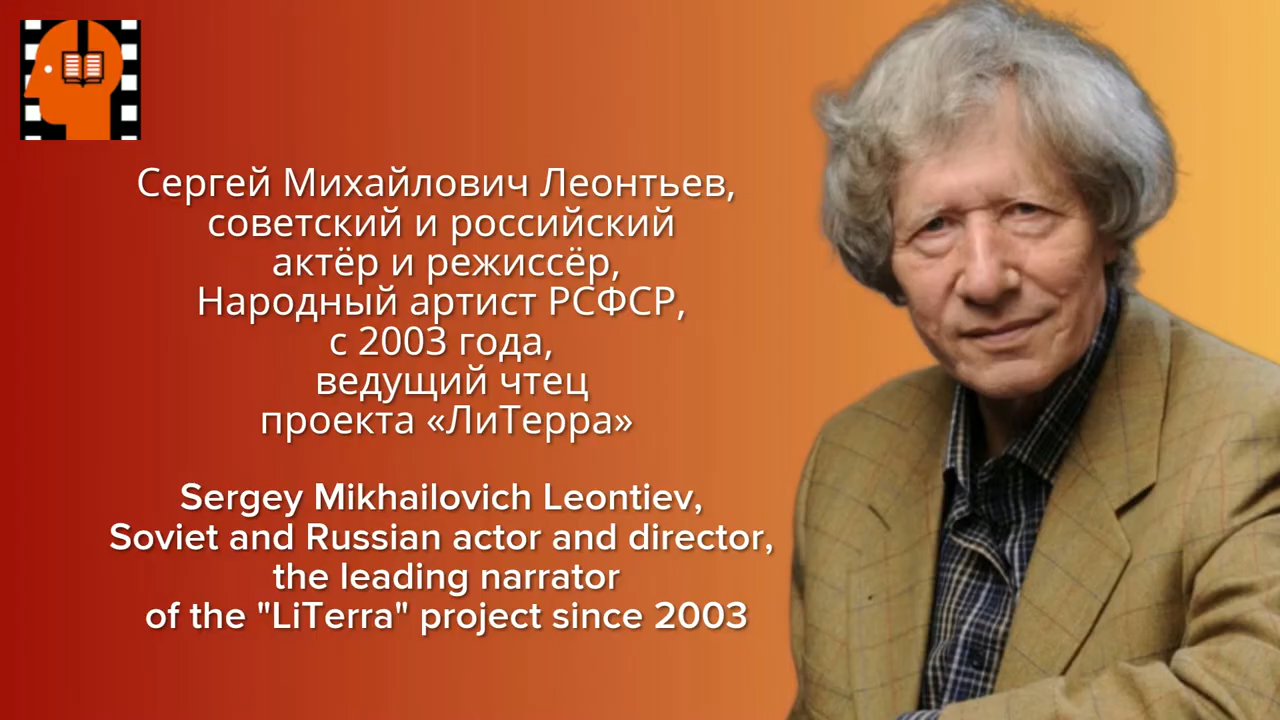 Сергей Михайлович Леонтьев,
советский и российский
актёр и режиссёр,
Народный артист РСФСР,
с 2003 года,
ведущий чтец
проекта «ЛиТерра»
Sergey Mikhailovich Leontiev,
Soviet and Russian actor and director,
the leading narrator
of the "LiTerra" project since 2003